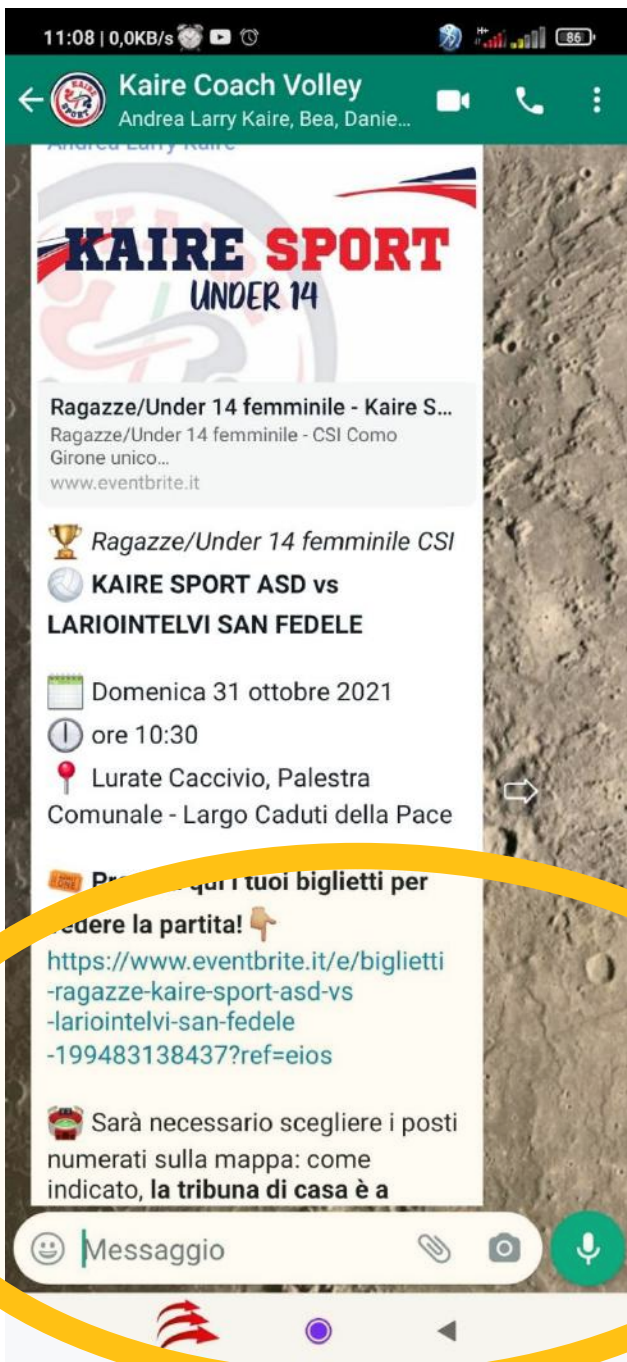 11:08 | 0,0KB/s
86
Kaire Coach Volley
Andrea Larry Kaire, Bea, Danie...
Andrea Larry Kaire
KAIRE SPORT
UNDER 14
Ragazze/Under 14 femminile - Kaire S...
Ragazze/Under 14 femminile - CSI Como
Girone unico...
www.eventbrite.it
Ragazze/Under 14 femminile CSI
KAIRE SPORT ASD vs
LARIOINTELVI SAN FEDELE
Domenica 31 ottobre 2021
ore 10:30
Lurate Caccivio, Palestra
Comunale - Largo Caduti della Pace
qui i tuoi biglietti per
vedere la partita!
https://www.eventbrite.it/e/biglietti
-ragazze-kaire-sport-asd-vs
-lariointelvi-san-fedele
-199483138437?ref=eios
Sarà necessario scegliere i posti
numerati sulla mappa: come
indicato, la tribuna di casa è a
Messaggio